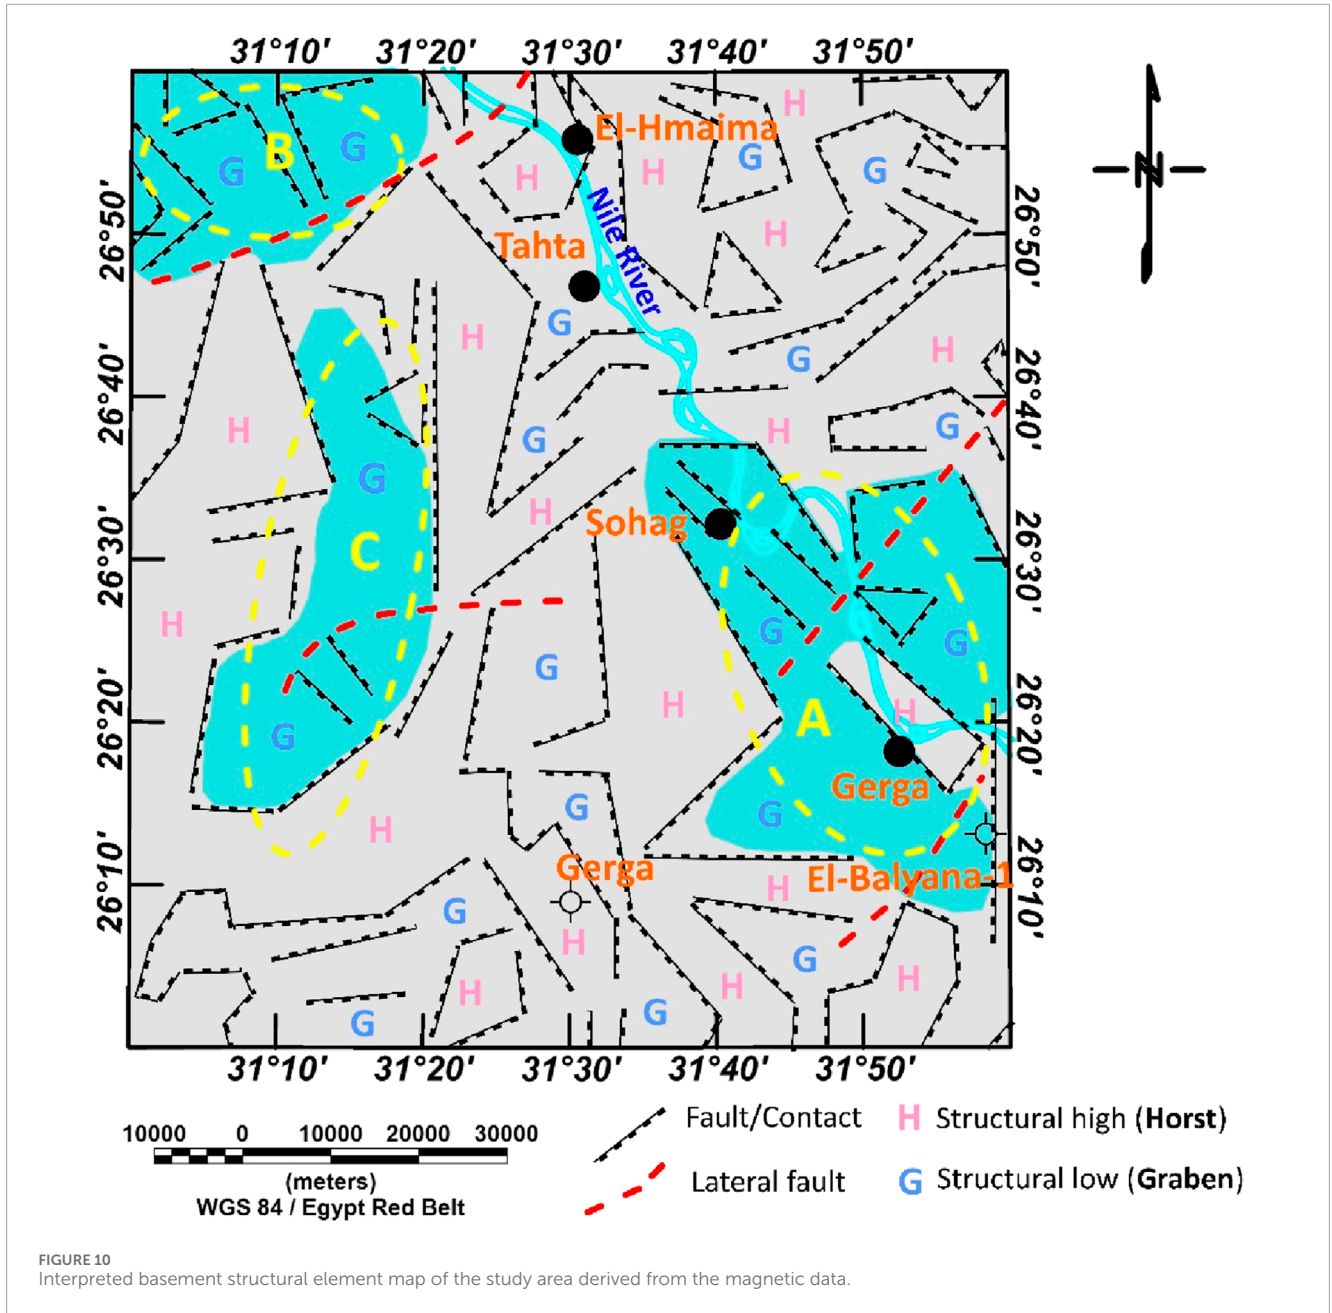 31°10' 31°20' 31°30' 31°40' 31°50'
El-Hmaima
H
B
G
G
H
H
G
G
N
26°50'
26°50'
Nile River
Tahta
H
G
H
H
G
26°40'
26°40'
H
G
H
G
G
C
H
Sohag
26°30'
26°30'
H
G
G
G
H
A
H
26°20'
26°20'
G
Gerga
G
G
H
26°10'
26°10'
Gerga
H
El-Balyana-1
G
H
G
H
H
H
G
G
31°10' 31°20' 31°30' 31°40' 31°50'
10000 0 10000 20000 30000
(meters)
WGS 84 / Egypt Red Belt
Fault/Contact
H Structural high (Horst)
Lateral fault
G Structural low (Graben)
FIGURE 10
Interpreted basement structural element map of the study area derived from the magnetic data.